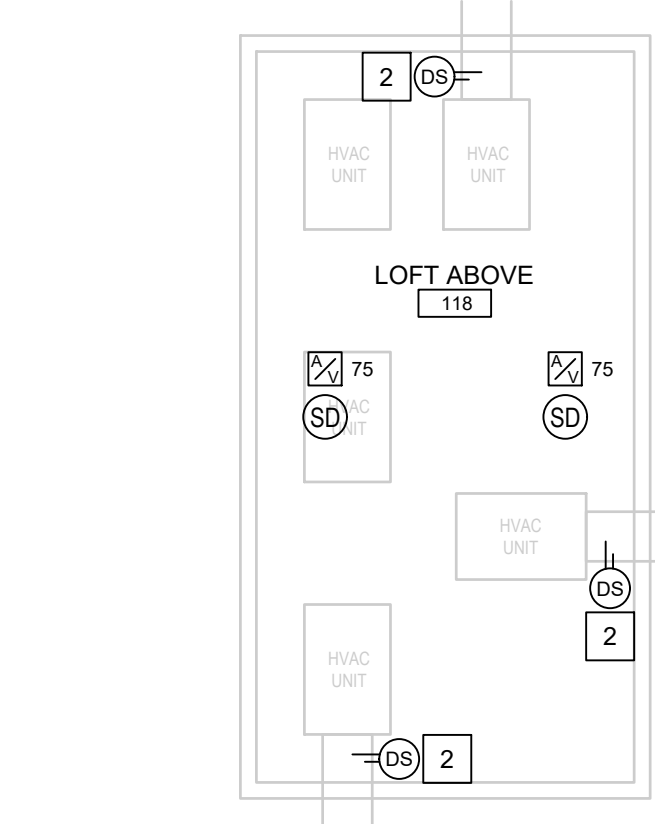 2 DS
HVAC
UNIT
HVAC
UNIT
LOFT ABOVE
118
A/V 75
A/V 75
SD
HVAC
UNIT
SD
HVAC
UNIT
DS
2
HVAC
UNIT
DS 2